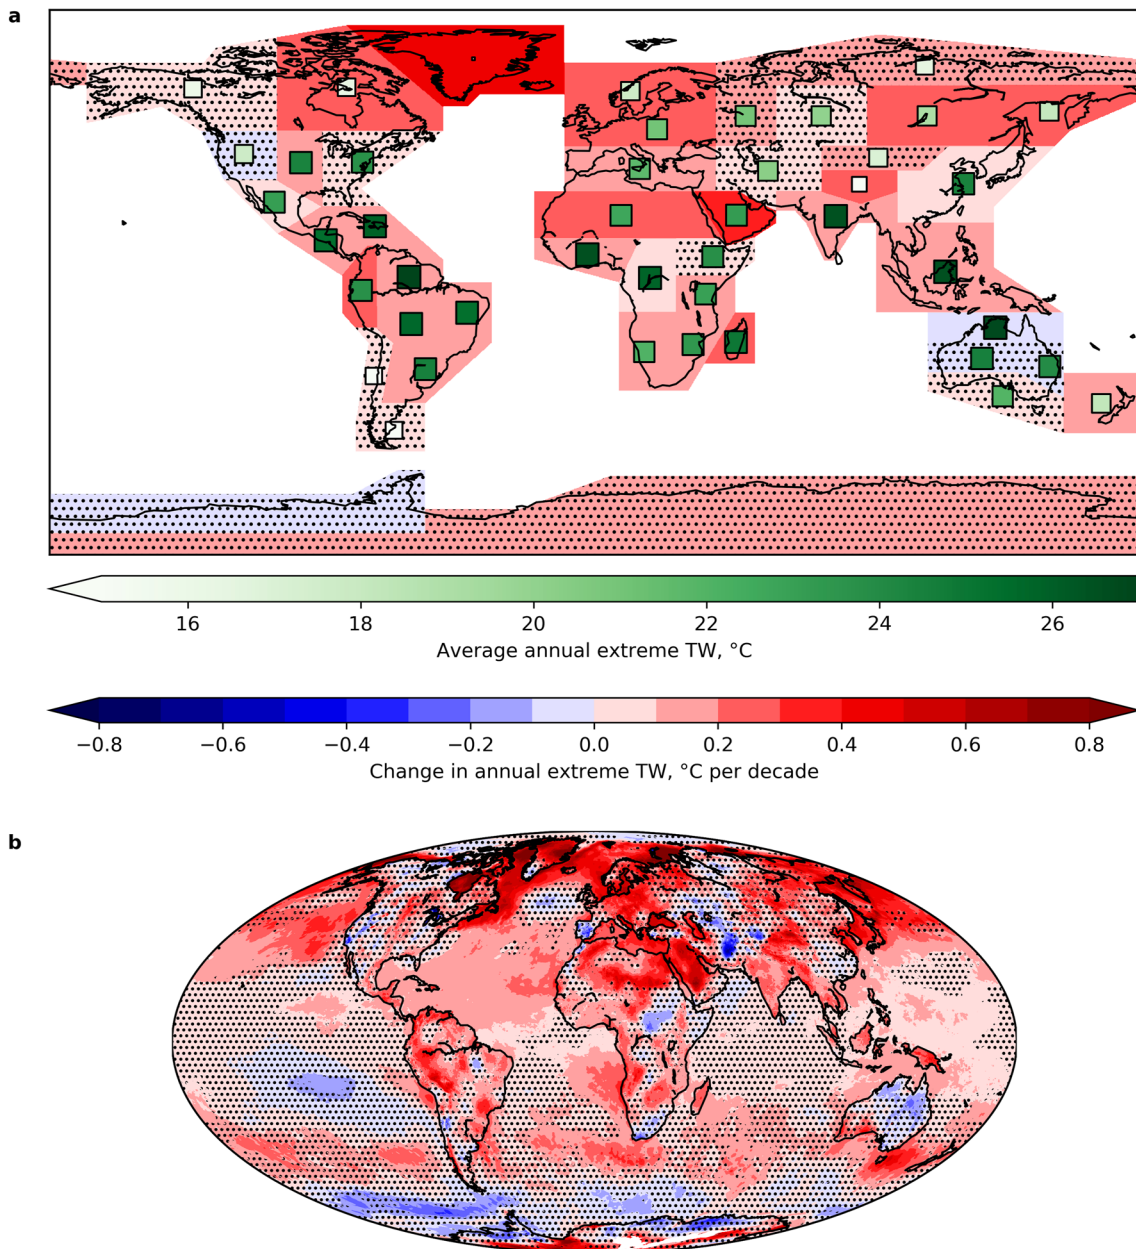 a
16 18 20 22 24 26
Average annual extreme TW, °C
−0.8 −0.6 −0.4 −0.2 0.0 0.2 0.4 0.6 0.8
Change in annual extreme TW, °C per decade
b